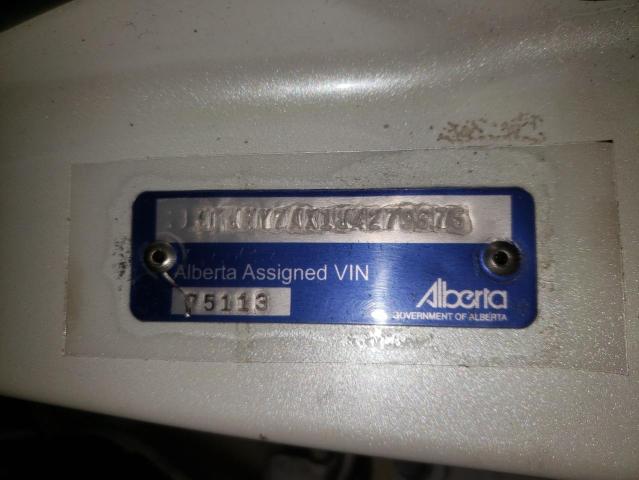 Alberta Assigned VIN
75113
Alberta
GOVERNMENT OF ALBERTA